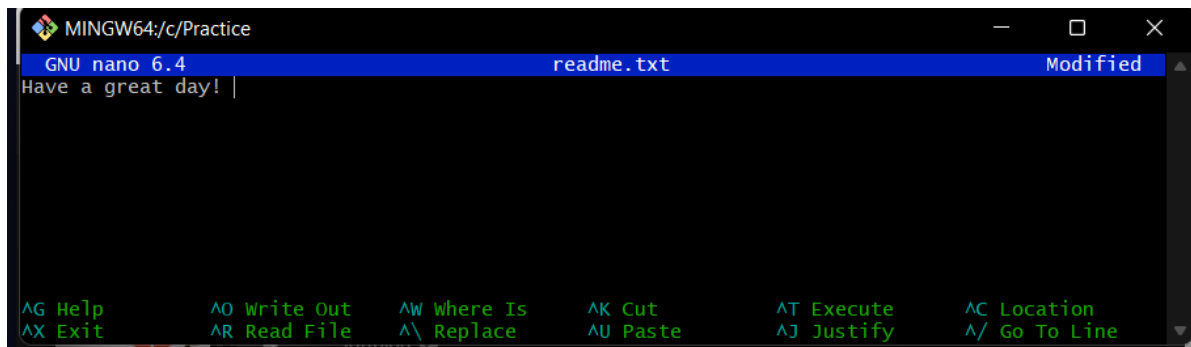 MINGW64:/c/Practice
GNU nano 6.4 readme.txt Modified
Have a great day!
^G Help ^O Write Out ^W Where Is ^K Cut ^T Execute ^C Location
^X Exit ^R Read File ^\ Replace ^U Paste ^J Justify ^/ Go To Line